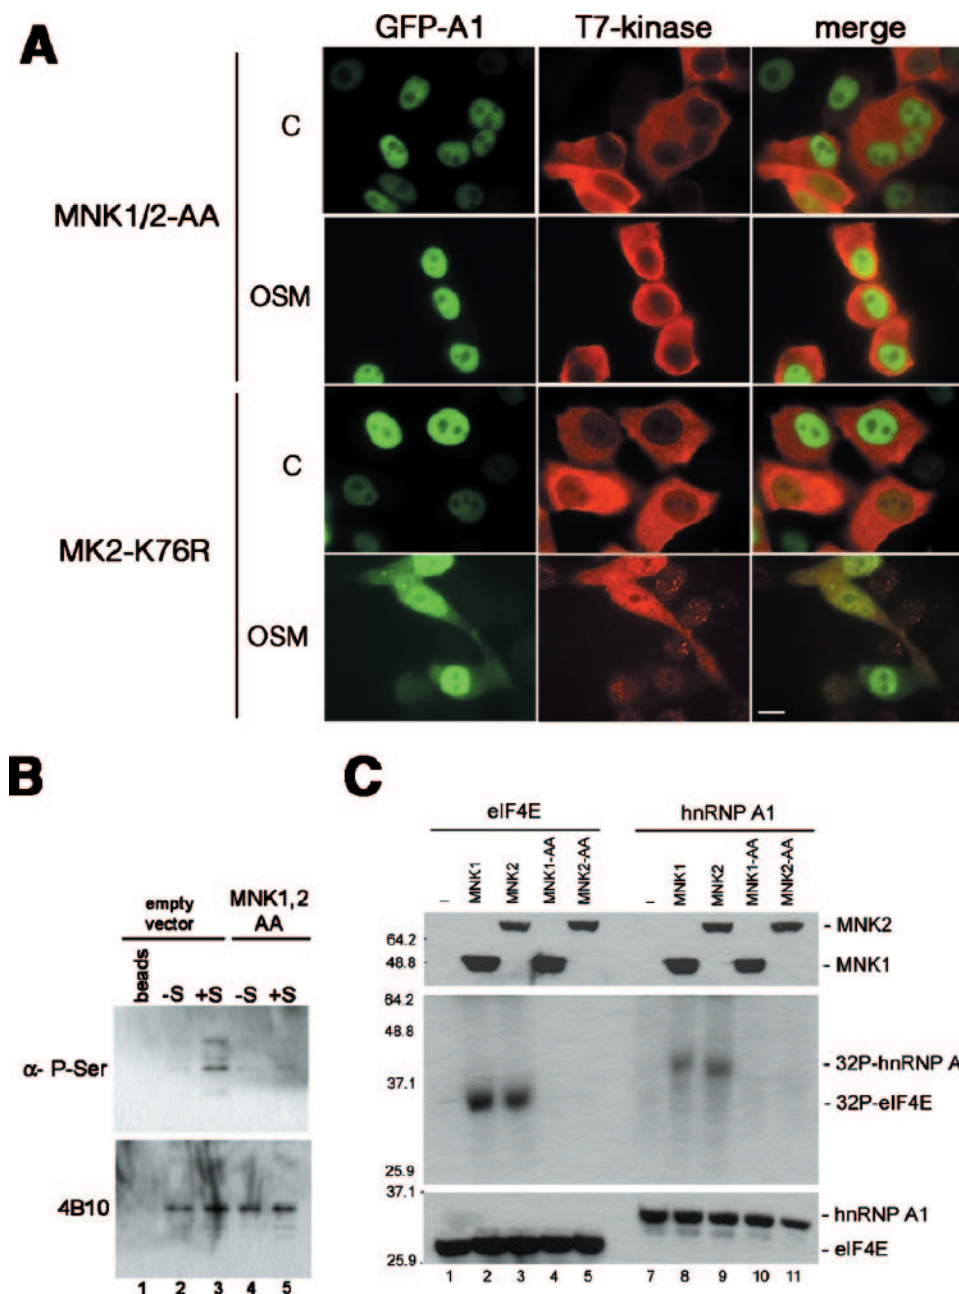 A
GFP-A1 T7-kinase merge
C
MNK1/2-AA
OSM
C
MK2-K76R
OSM
B
empty vector
MNK1,2 AA
beads -S +S -S +S
α- P-Ser
4B10
1 2 3 4 5
C
eIF4E hnRNP A1
- MNK1 MNK2 MNK1-AA MNK2-AA - MNK1 MNK2 MNK1-AA MNK2-AA
64.2 - MNK2
48.8 - MNK1
64.2
48.8
- 32P-hnRNP A
37.1
- 32P-eIF4E
25.9
37.1
- hnRNP A1
- eIF4E
25.9
1 2 3 4 5 7 8 9 10 11